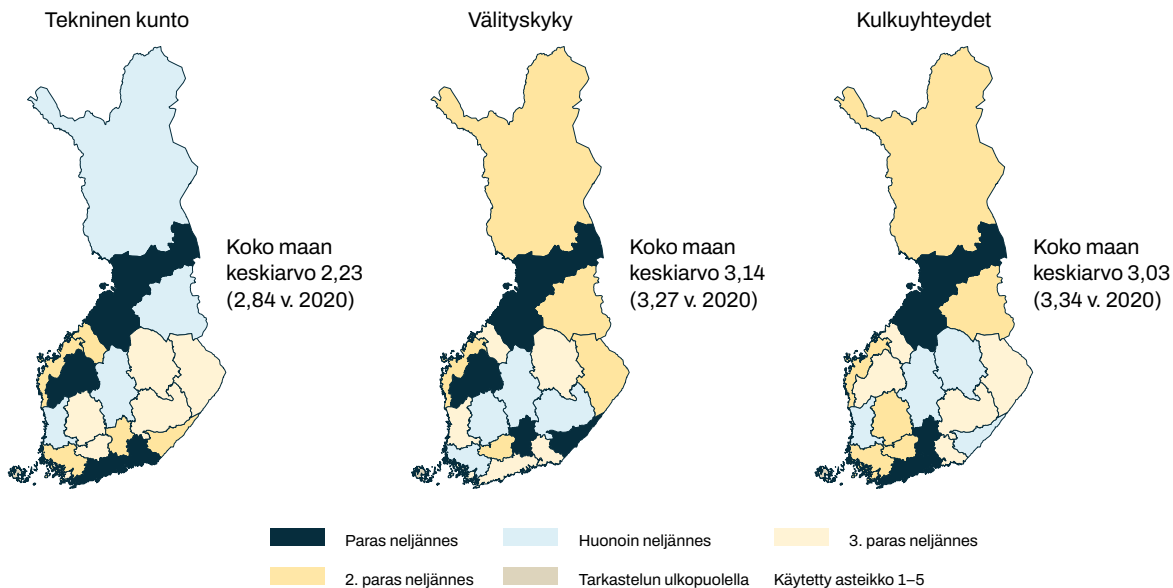 Tekninen kunto
Välityskyky
Kulkuyhteydet
Koko maan
keskiarvo 2,23
(2,84 v. 2020)
Koko maan
keskiarvo 3,14
(3,27 v. 2020)
Koko maan
keskiarvo 3,03
(3,34 v. 2020)
Paras neljännes
Huonoin neljännes
3. paras neljännes
2. paras neljännes
Tarkastelun ulkopuolella
Käytetty asteikko 1–5